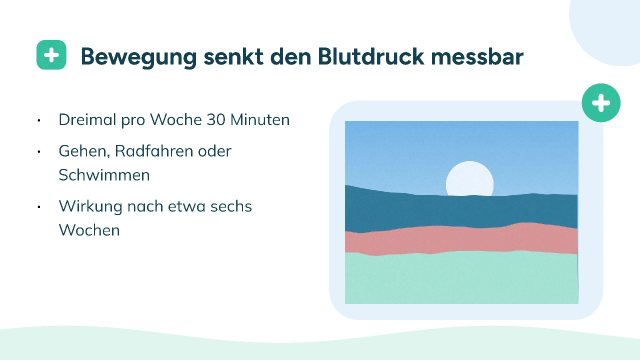 Bewegung senkt den Blutdruck messbar
· Dreimal pro Woche 30 Minuten
· Gehen, Radfahren oder
Schwimmen
· Wirkung nach etwa sechs
Wochen